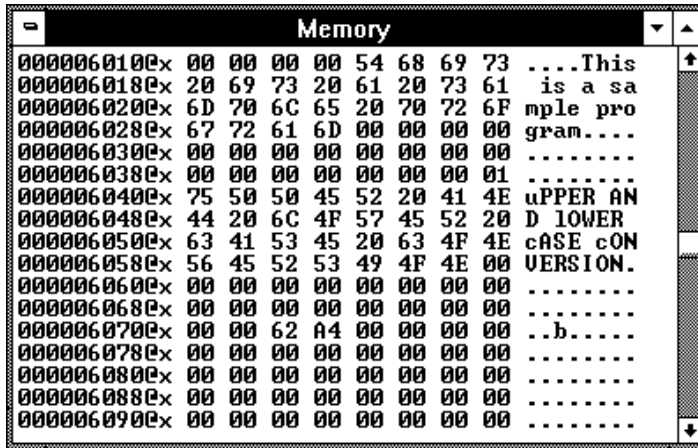 Memory
000006010@x 00 00 00 00 54 68 69 73 ....This
000006018@x 20 69 73 20 61 20 73 61  is a sa
000006020@x 6D 70 6C 65 20 70 72 6F mple pro
000006028@x 67 72 61 6D 00 00 00 00 gram....
000006030@x 00 00 00 00 00 00 00 00 ........
000006038@x 00 00 00 00 00 00 00 01 ........
000006040@x 75 50 50 45 52 20 41 4E uPPER AN
000006048@x 44 20 6C 4F 57 45 52 20 D lOWER
000006050@x 63 41 53 45 20 63 4F 4E cASE cON
000006058@x 56 45 52 53 49 4F 4E 00 VERSION.
000006060@x 00 00 00 00 00 00 00 00 ........
000006068@x 00 00 00 00 00 00 00 00 ........
000006070@x 00 00 62 A4 00 00 00 00 ..b.....
000006078@x 00 00 00 00 00 00 00 00 ........
000006080@x 00 00 00 00 00 00 00 00 ........
000006088@x 00 00 00 00 00 00 00 00 ........
000006090@x 00 00 00 00 00 00 00 00 ........